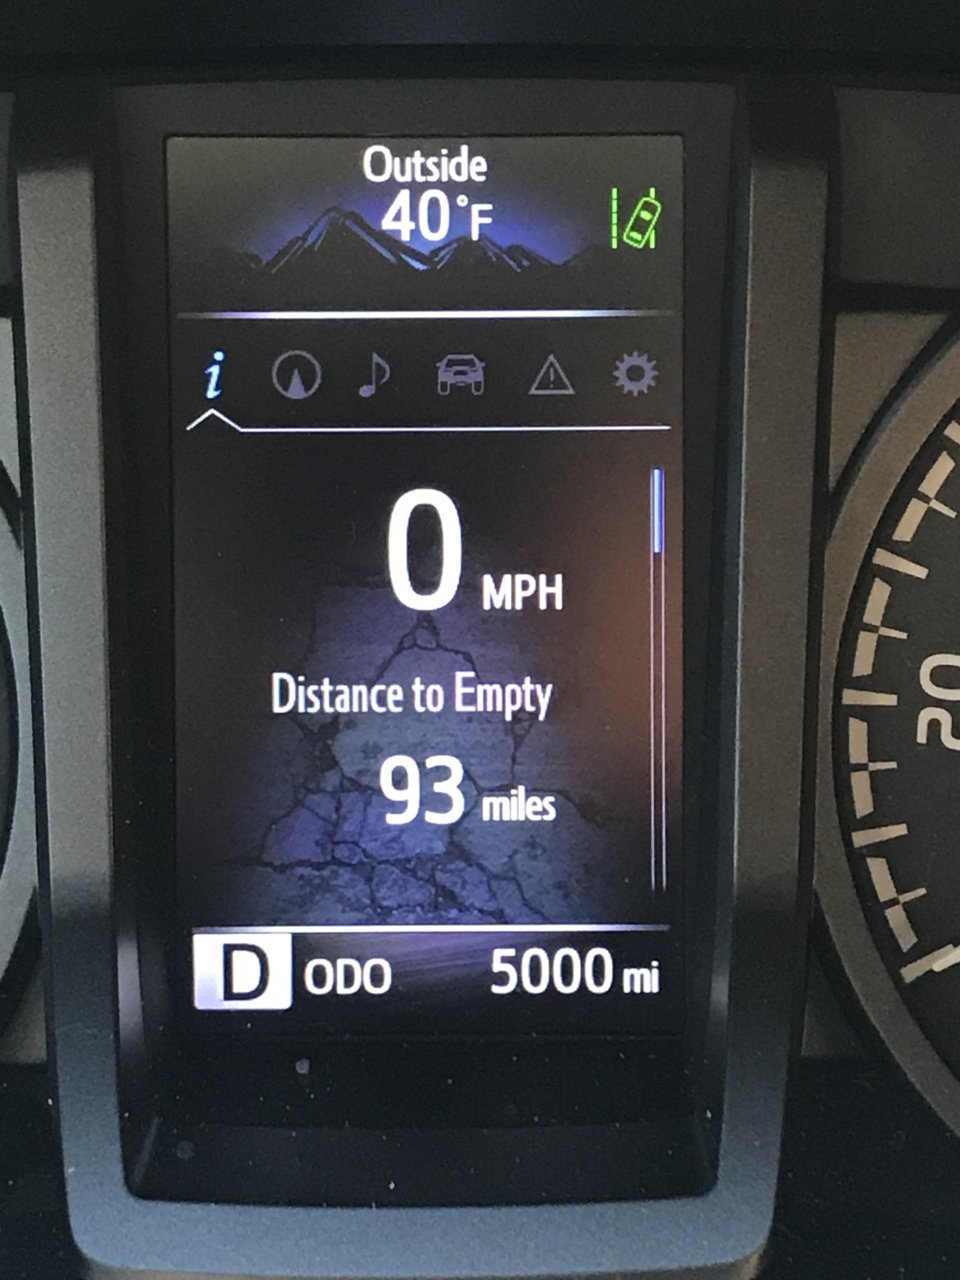 Outside
40°F
i
0 MPH
Distance to Empty
93 miles
D ODO 5000 mi
20